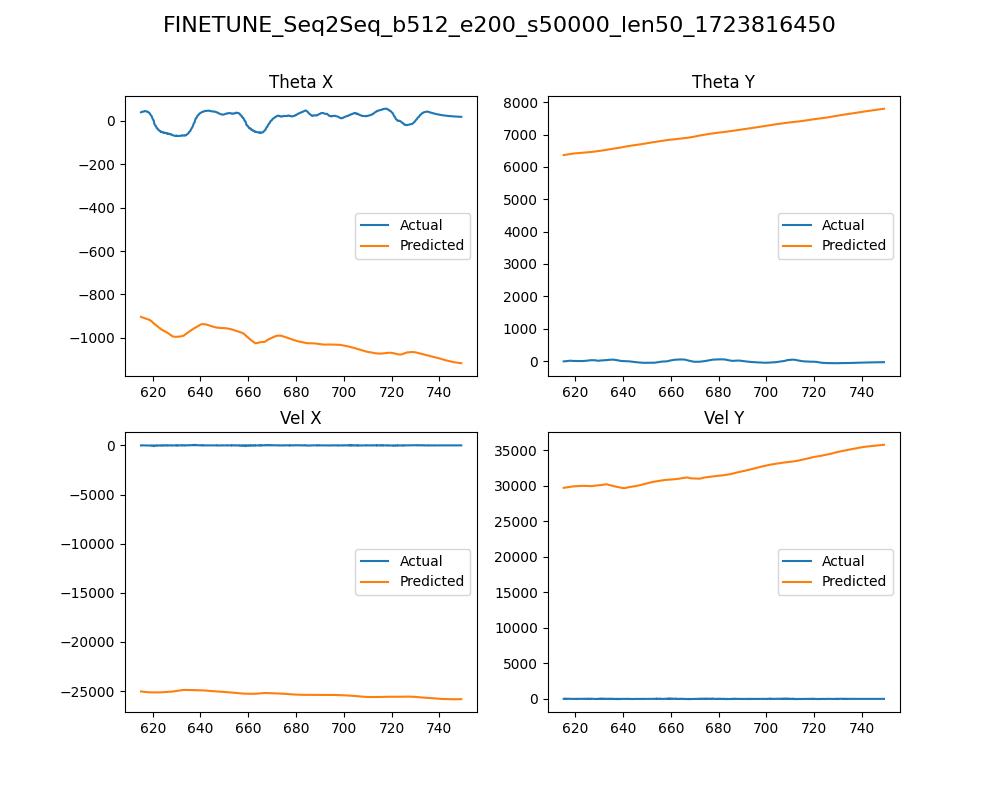 FINETUNE_Seq2Seq_b512_e200_s50000_len50_1723816450
Theta X
0
−200
−400
−600
−800
−1000
620 640 660 680 700 720 740
Actual
Predicted
Theta Y
8000
7000
6000
5000
4000
3000
2000
1000
0
620 640 660 680 700 720 740
Actual
Predicted
Vel X
0
−5000
−10000
−15000
−20000
−25000
620 640 660 680 700 720 740
Actual
Predicted
Vel Y
35000
30000
25000
20000
15000
10000
5000
0
620 640 660 680 700 720 740
Actual
Predicted